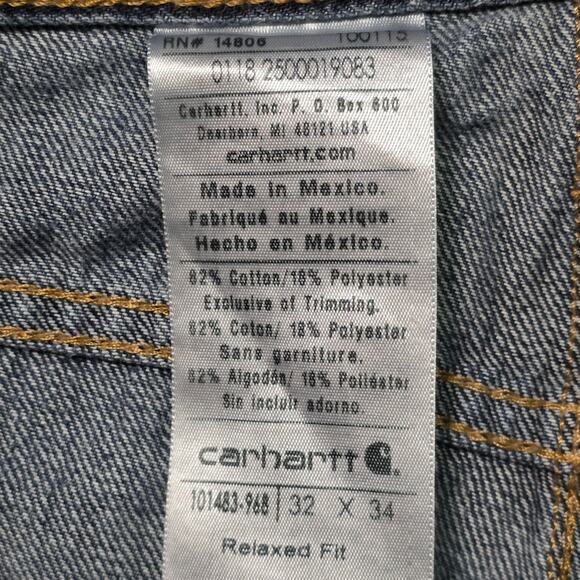 RN# 14806 100115
0118 2500019083
Carhartt, Inc. P. O. Box 600
Dearborn, MI 48121 USA
carhartt.com
Made in Mexico.
Fabriqué au Mexique.
Hecho en México.
82% Cotton/18% Polyester
Exclusive of Trimming.
82% Coton/ 18% Polyester
Sans garniture.
82% Algodón/ 18% Poliéster
Sin incluir adorno.
carhartt
101483-968 32 X 34
Relaxed Fit